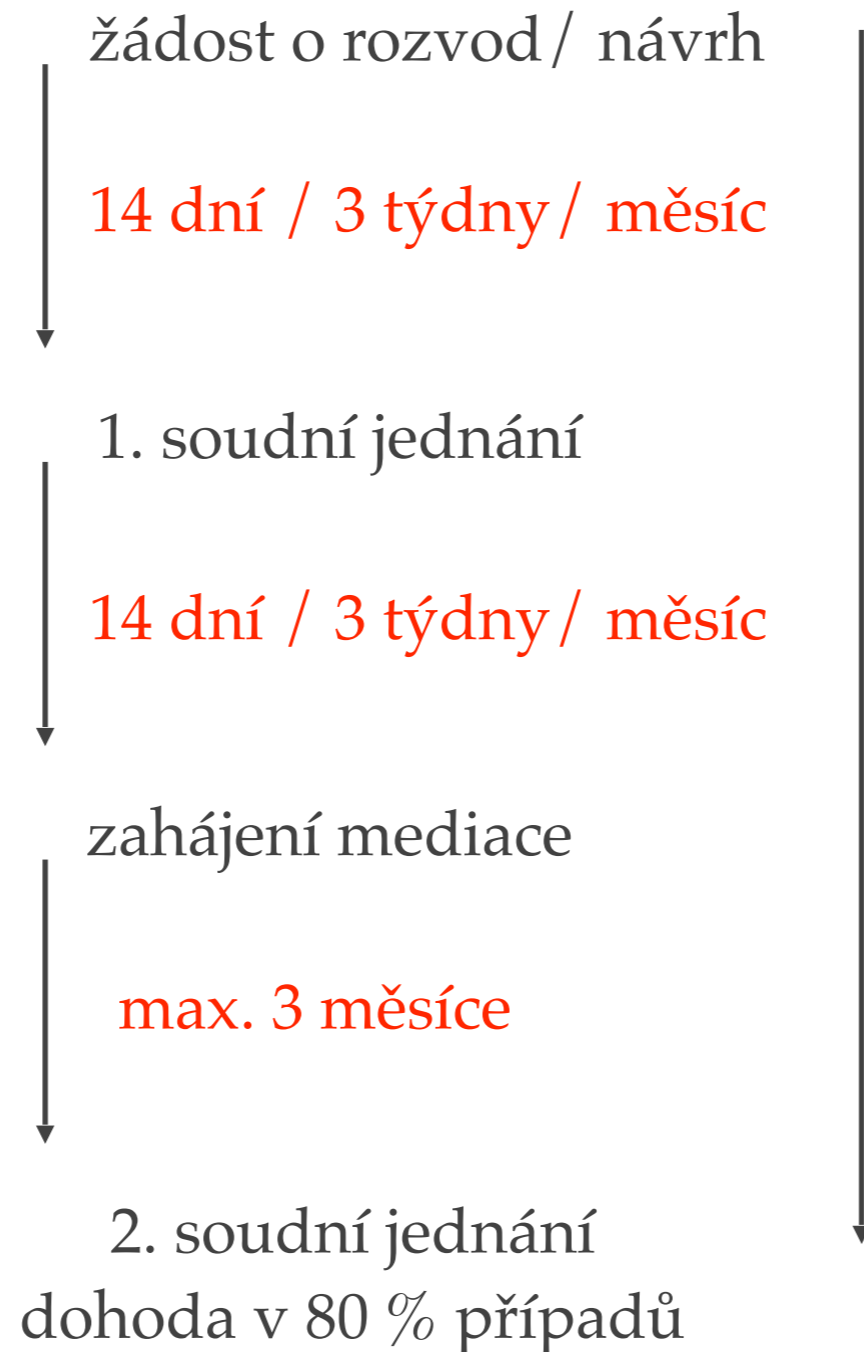 žádost o rozvod/ návrh
14 dní / 3 týdny/ měsíc
1. soudní jednání
14 dní / 3 týdny/ měsíc
zahájení mediace
max. 3 měsíce
2. soudní jednání
dohoda v 80 % případů